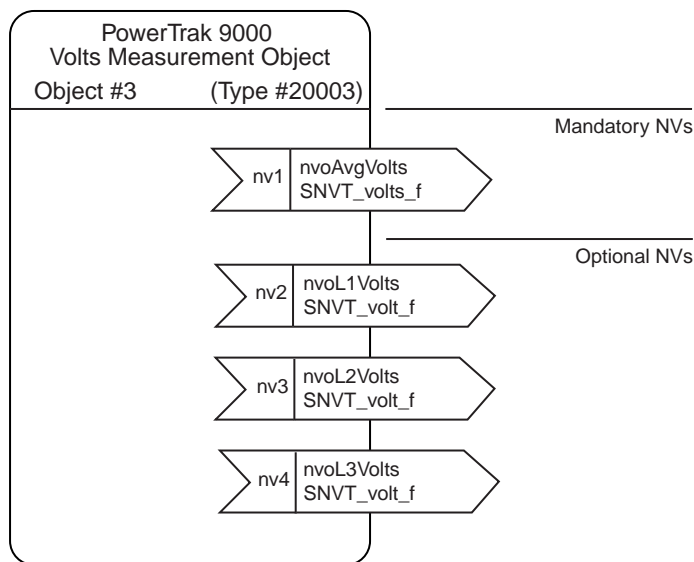 PowerTrak 9000
Volts Measurement Object
Object #3 (Type #20003)
Mandatory NVs
nv1 nvoAvgVolts
SNVT_volts_f
Optional NVs
nv2 nvoL1Volts
SNVT_volt_f
nv3 nvoL2Volts
SNVT_volt_f
nv4 nvoL3Volts
SNVT_volt_f